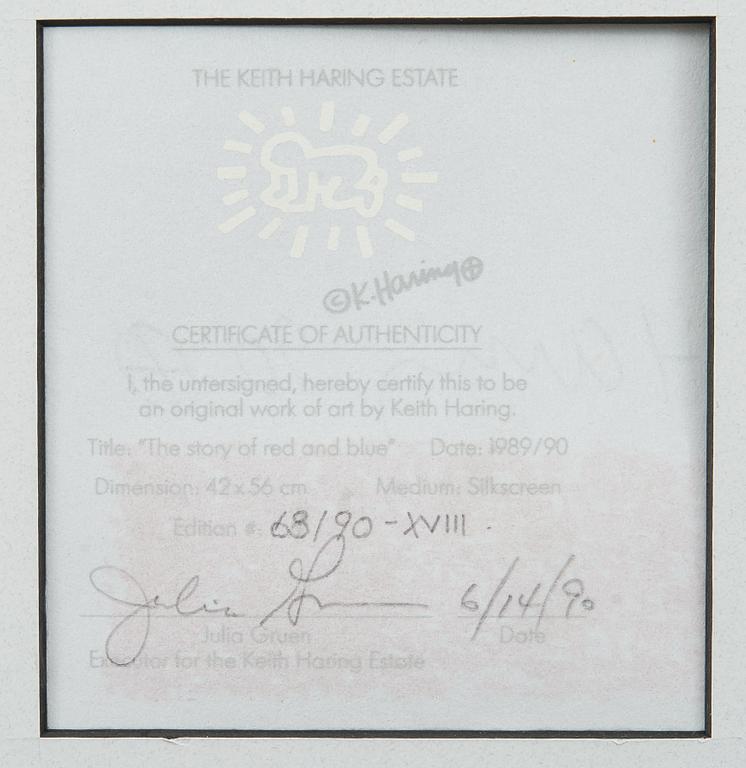 THE KEITH HARING ESTATE
©K.Haring⊕
CERTIFICATE OF AUTHENTICITY
I, the untersigned, hereby certify this to be
an original work of art by Keith Haring.
Title: "The story of red and blue" Date: 1989/90
Dimension: 42 x 56 cm Medium: Silkscreen
Edition #: 68/90 - XVIII .
Julia Gruen 6/14/90
Julia Gruen Date
Executor for the Keith Haring Estate